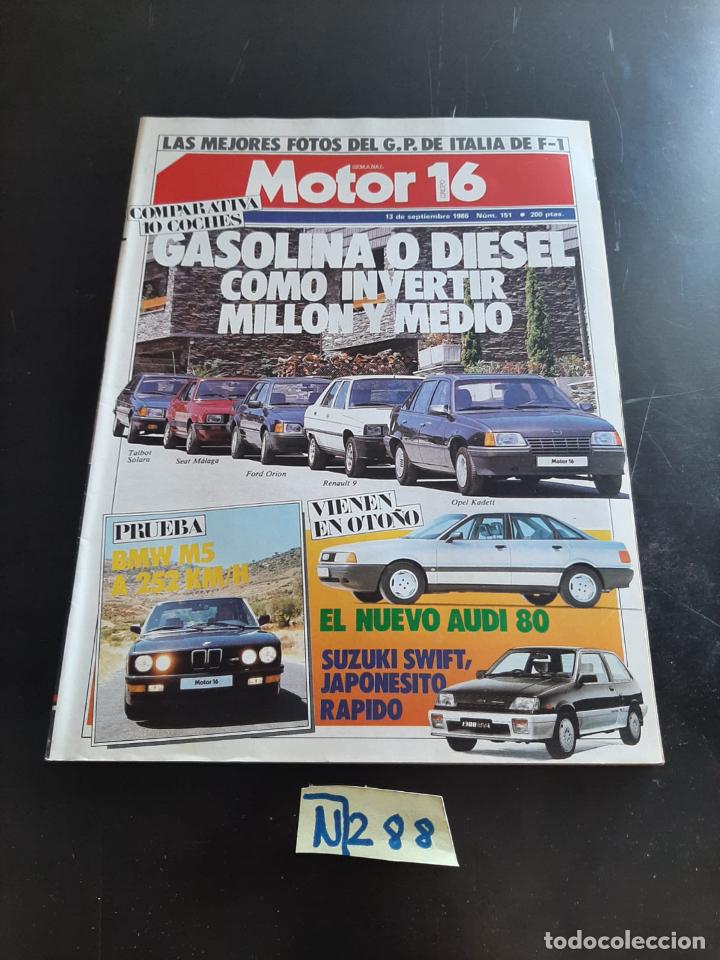 LAS MEJORES FOTOS DEL G.P. DE ITALIA DE F-1
SEMANAL
Motor 16
GRUPO
13 de septiembre 1986 Núm. 151 200 ptas.
COMPARATIVA
10 COCHES
GASOLINA O DIESEL
COMO INVERTIR
MILLON Y MEDIO
Talbot
Solara
Seat Málaga
Ford Orion
Renault 9
Opel Kadett
Motor 16
PRUEBA
BMW M5
A 252 KM/H
Motor 16
VIENEN
EN OTOÑO
EL NUEVO AUDI 80
SUZUKI SWIFT,
JAPONESITO
RAPIDO
N288
todocoleccion
todocoleccion.net